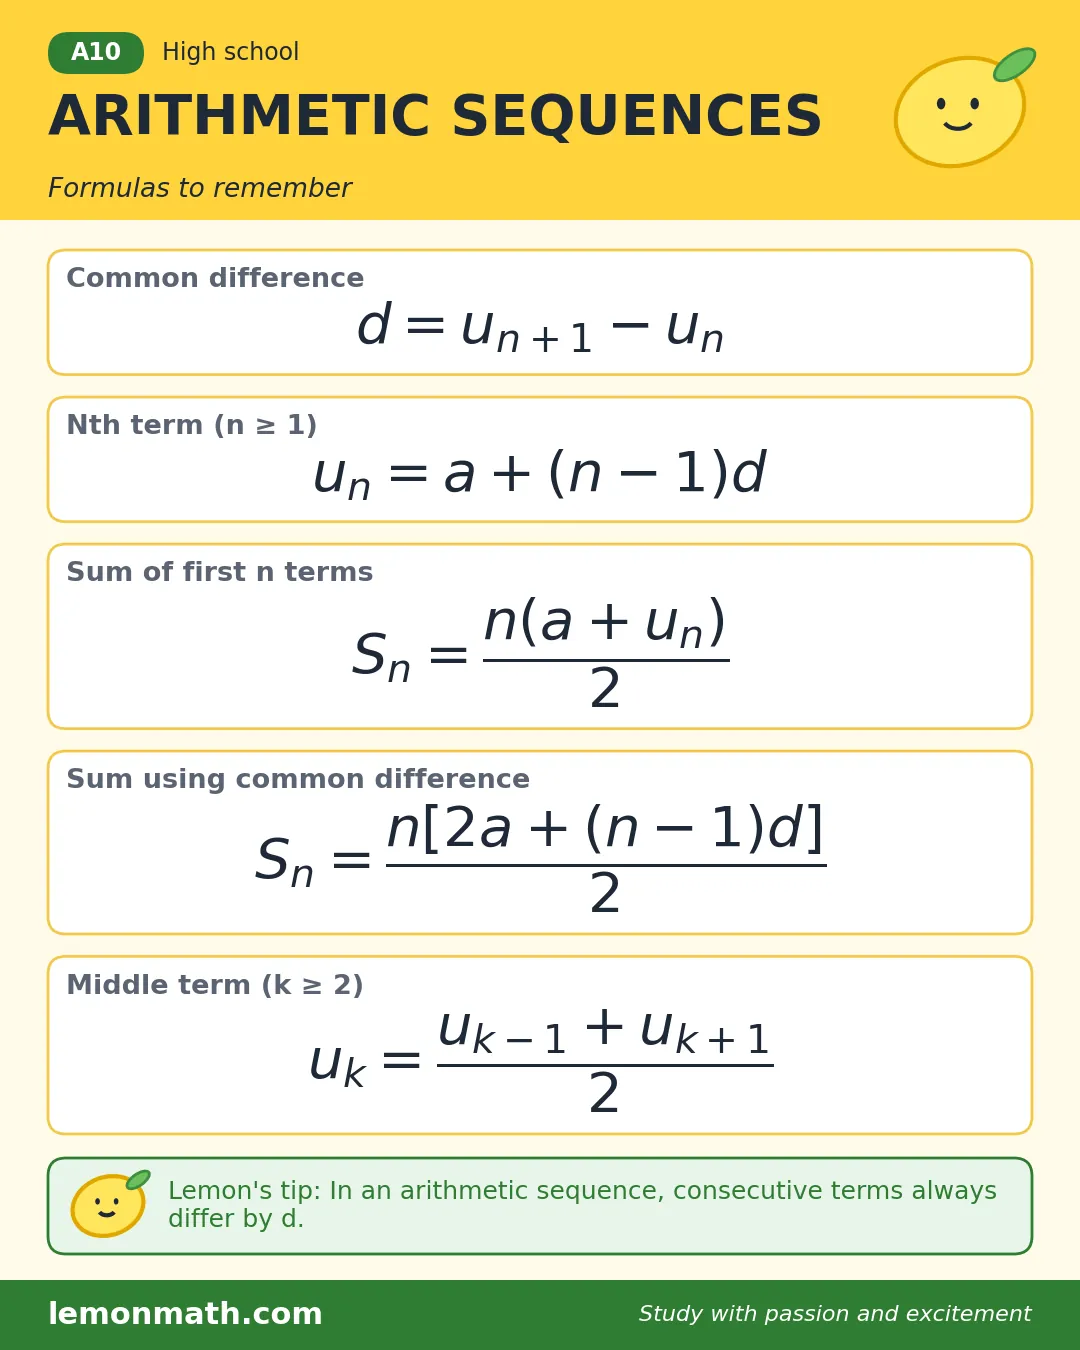 A10 High school
ARITHMETIC SEQUENCES
Formulas to remember
Common difference
d = u_{n+1} − u_n
Nth term (n ≥ 1)
u_n = a + (n − 1)d
Sum of first n terms
S_n = \frac{n(a + u_n)}{2}
Sum using common difference
S_n = \frac{n[2a + (n − 1)d]}{2}
Middle term (k ≥ 2)
u_k = \frac{u_{k−1} + u_{k+1}}{2}
Lemon's tip: In an arithmetic sequence, consecutive terms always
differ by d.
lemonmath.com
Study with passion and excitement